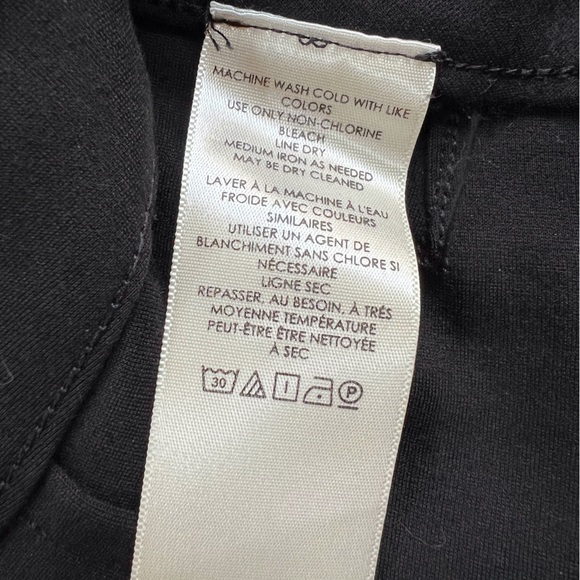 MACHINE WASH COLD WITH LIKE
COLORS
USE ONLY NON-CHLORINE
BLEACH
LINE DRY
MEDIUM IRON AS NEEDED
MAY BE DRY CLEANED
LAVER À LA MACHINE À L'EAU
FROIDE AVEC COULEURS
SIMILAIRES
UTILISER UN AGENT DE
BLANCHIMENT SANS CHLORE SI
NÉCESSAIRE
LIGNE SEC
REPASSER, AU BESOIN, À TRÉS
MOYENNE TEMPÉRATURE
PEUT-ÊTRE ÊTRE NETTOYÉE
À SEC
30 P